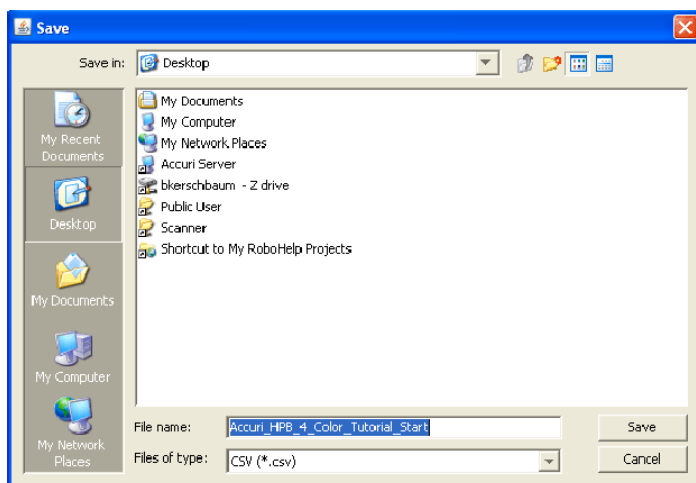 Save
Save in:
Desktop
My Recent
Documents
Desktop
My Documents
My Computer
My Network
Places
My Documents
My Computer
My Network Places
Accuri Server
bkerschbaum - Z drive
Public User
Scanner
Shortcut to My RoboHelp Projects
File name:
Accuri_HPB_4_Color_Tutorial_Start
Save
Files of type:
CSV (*.csv)
Cancel